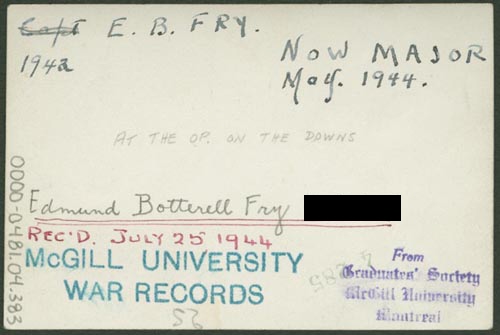 Capt E. B. FRY.
1942
NOW MAJOR
May. 1944.
AT THE OP. ON THE DOWNS
Edmund Botterell Fry
REC'D. JULY 25 1944
McGILL UNIVERSITY
WAR RECORDS
From
Graduates' Society
McGill University
Montreal
0000-0481.04.383